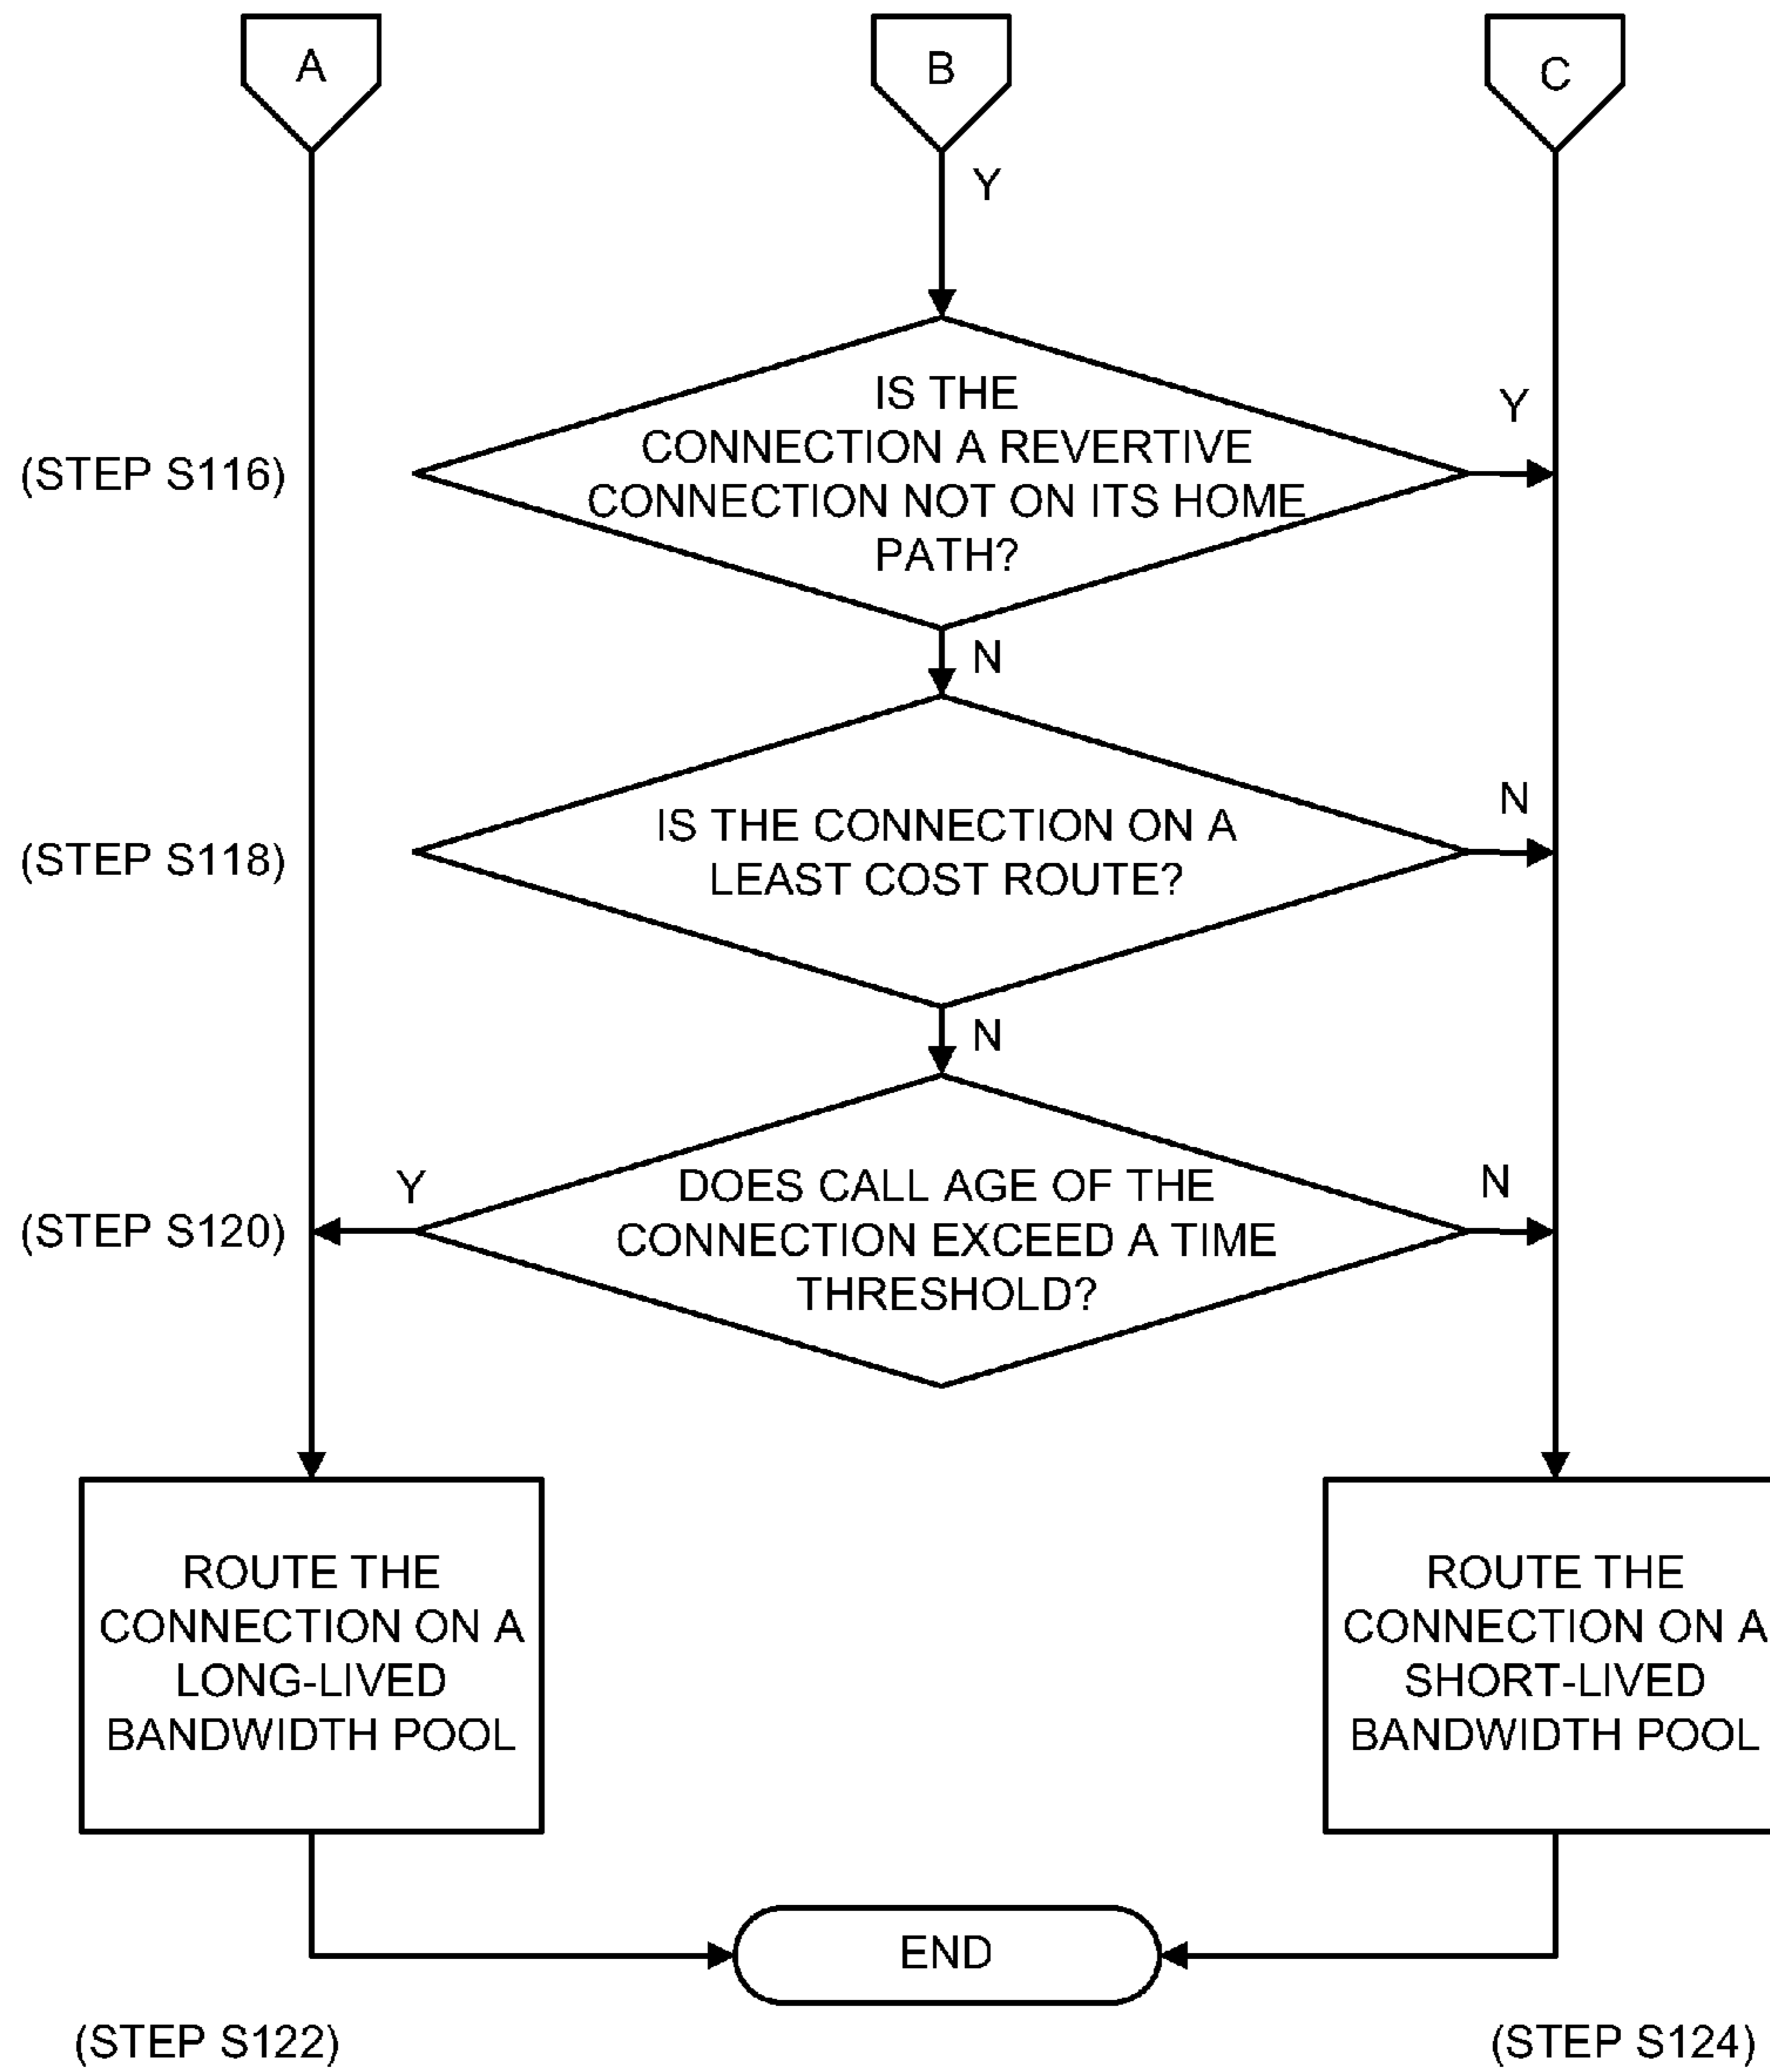 A
B
C
Y
IS THE
CONNECTION A REVERTIVE
CONNECTION NOT ON ITS HOME
PATH?
Y
(STEP S116)
N
IS THE CONNECTION ON A
LEAST COST ROUTE?
N
(STEP S118)
N
DOES CALL AGE OF THE
CONNECTION EXCEED A TIME
THRESHOLD?
Y
N
(STEP S120)
ROUTE THE
CONNECTION ON A
LONG-LIVED
BANDWIDTH POOL
ROUTE THE
CONNECTION ON A
SHORT-LIVED
BANDWIDTH POOL
END
(STEP S122)
(STEP S124)